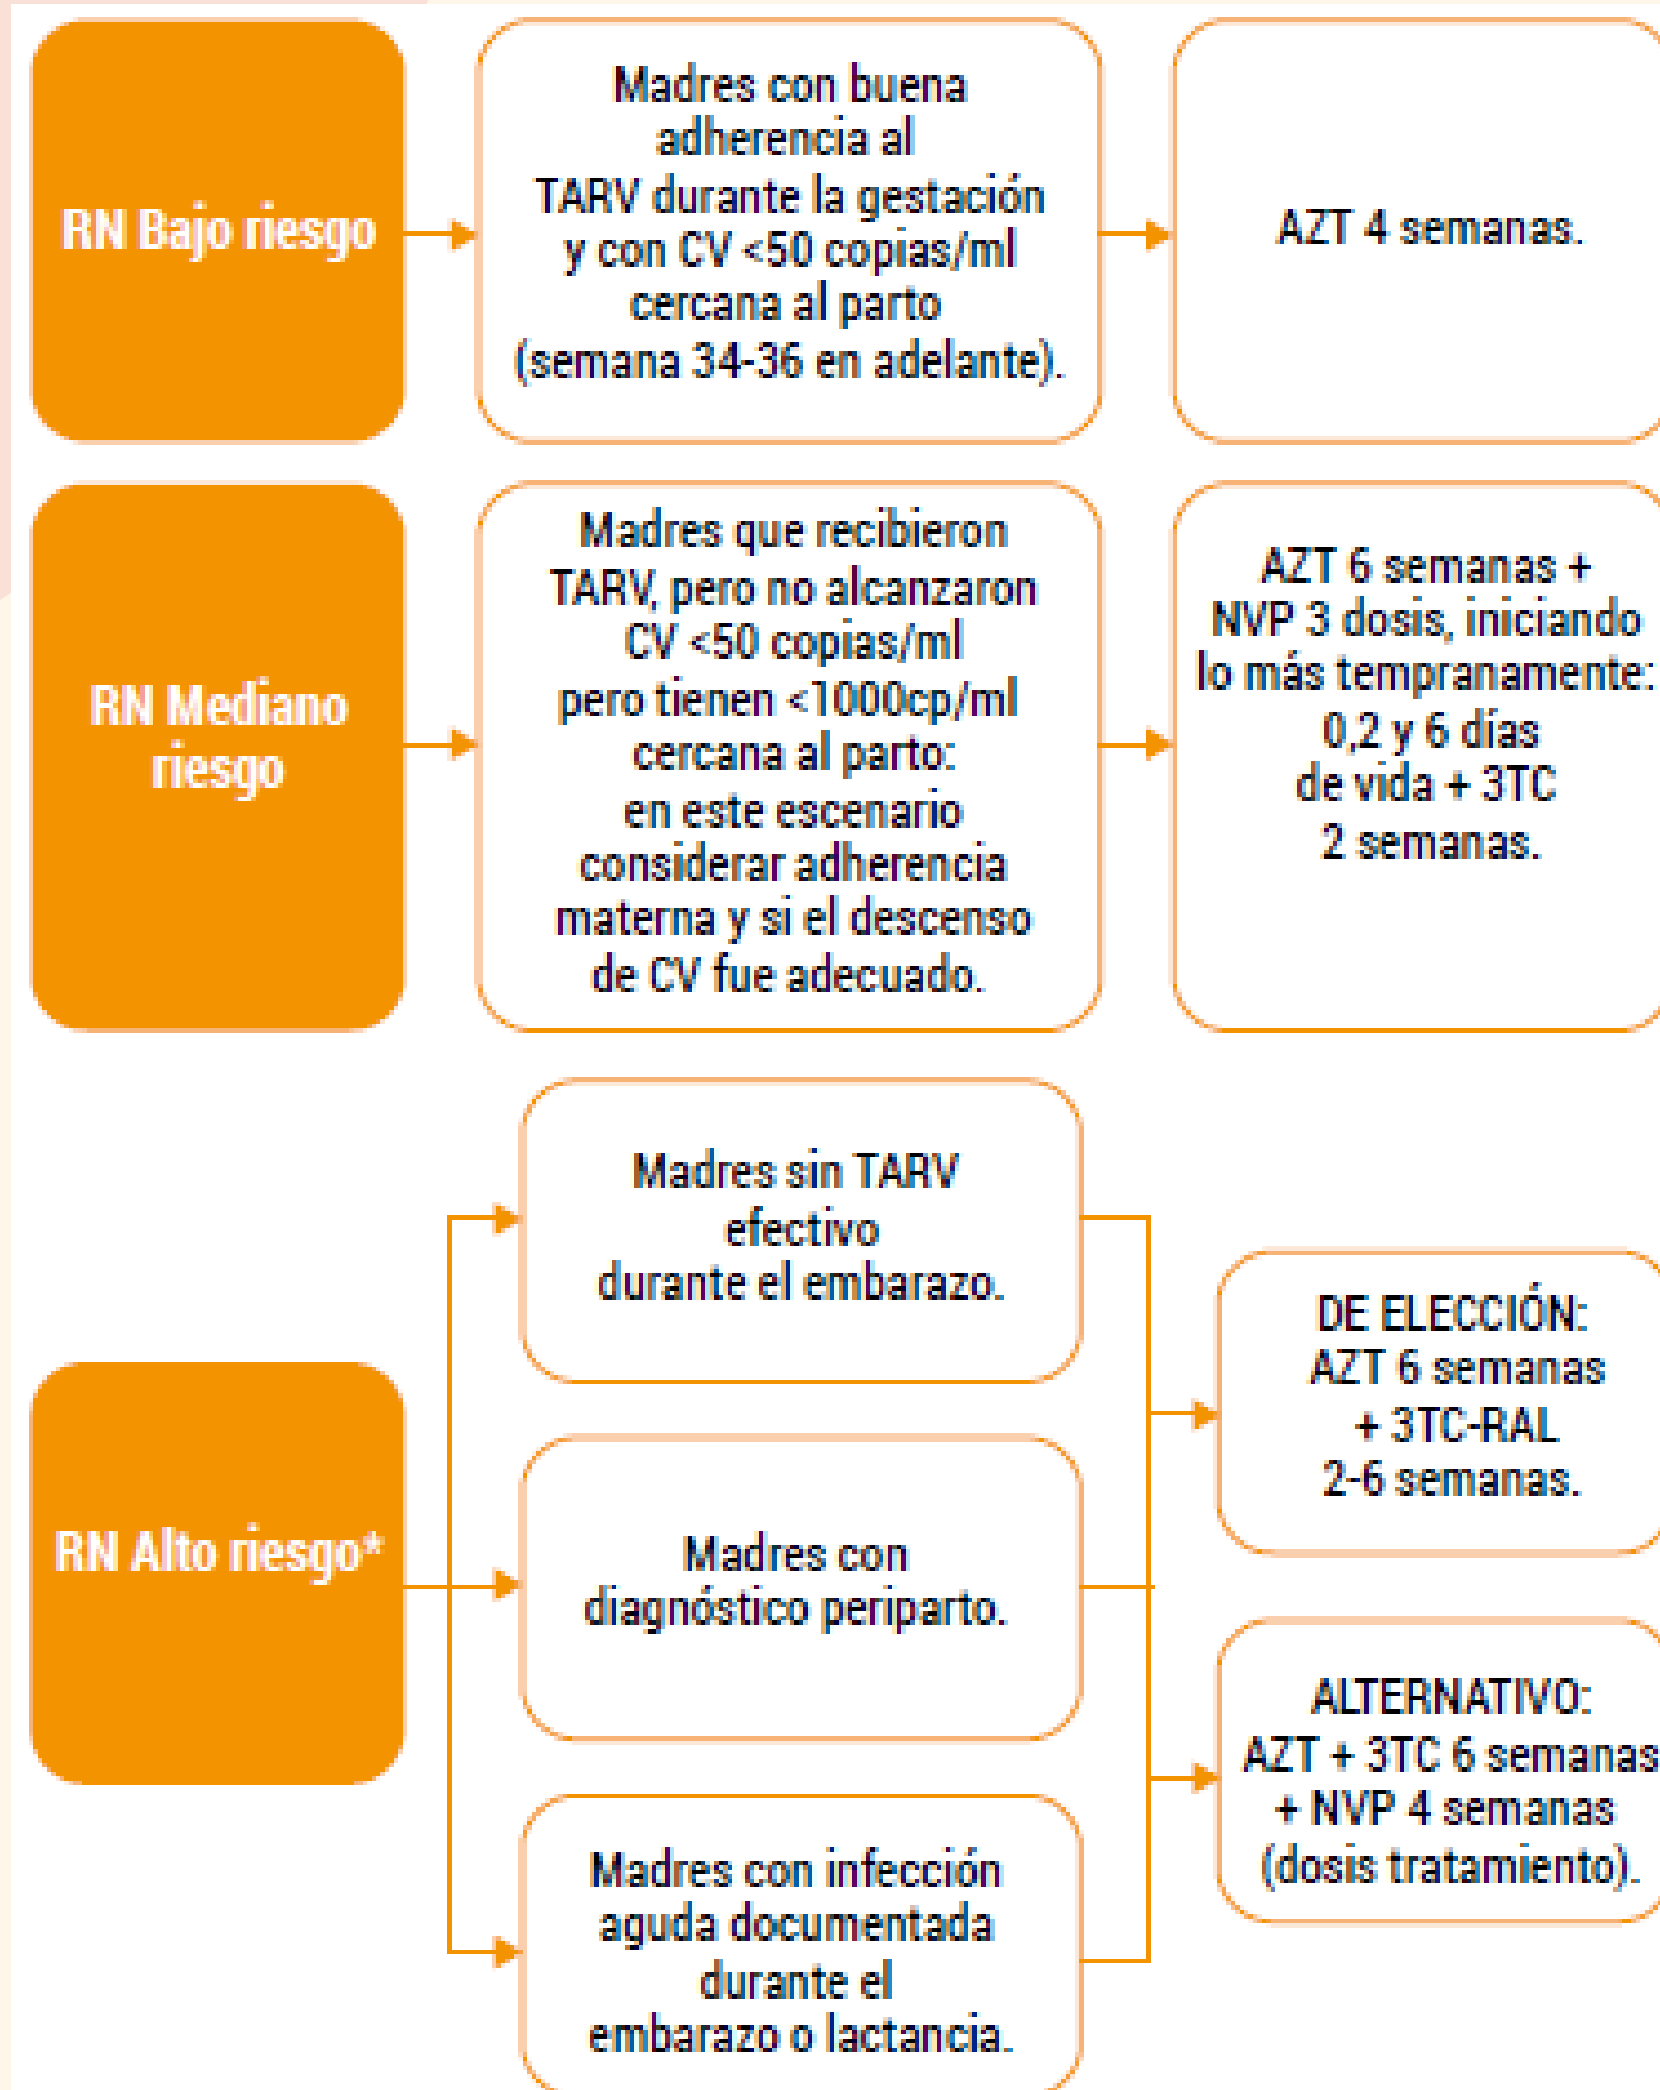 RN Bajo riesgo
Madres con buena
adherencia al
TARV durante la gestación
y con CV <50 copias/ml
cercana al parto
(semana 34-36 en adelante).
AZT 4 semanas.
RN Mediano
riesgo
Madres que recibieron
TARV, pero no alcanzaron
CV <50 copias/ml
pero tienen <1000cp/ml
cercana al parto:
en este escenario
considerar adherencia
materna y si el descenso
de CV fue adecuado.
AZT 6 semanas +
NVP 3 dosis, iniciando
lo más tempranamente:
0,2 y 6 días
de vida + 3TC
2 semanas.
RN Alto riesgo*
Madres sin TARV
efectivo
durante el embarazo.
Madres con
diagnóstico periparto.
Madres con infección
aguda documentada
durante el
embarazo o lactancia.
DE ELECCIÓN:
AZT 6 semanas
+ 3TC-RAL
2-6 semanas.
ALTERNATIVO:
AZT + 3TC 6 semanas
+ NVP 4 semanas
(dosis tratamiento).